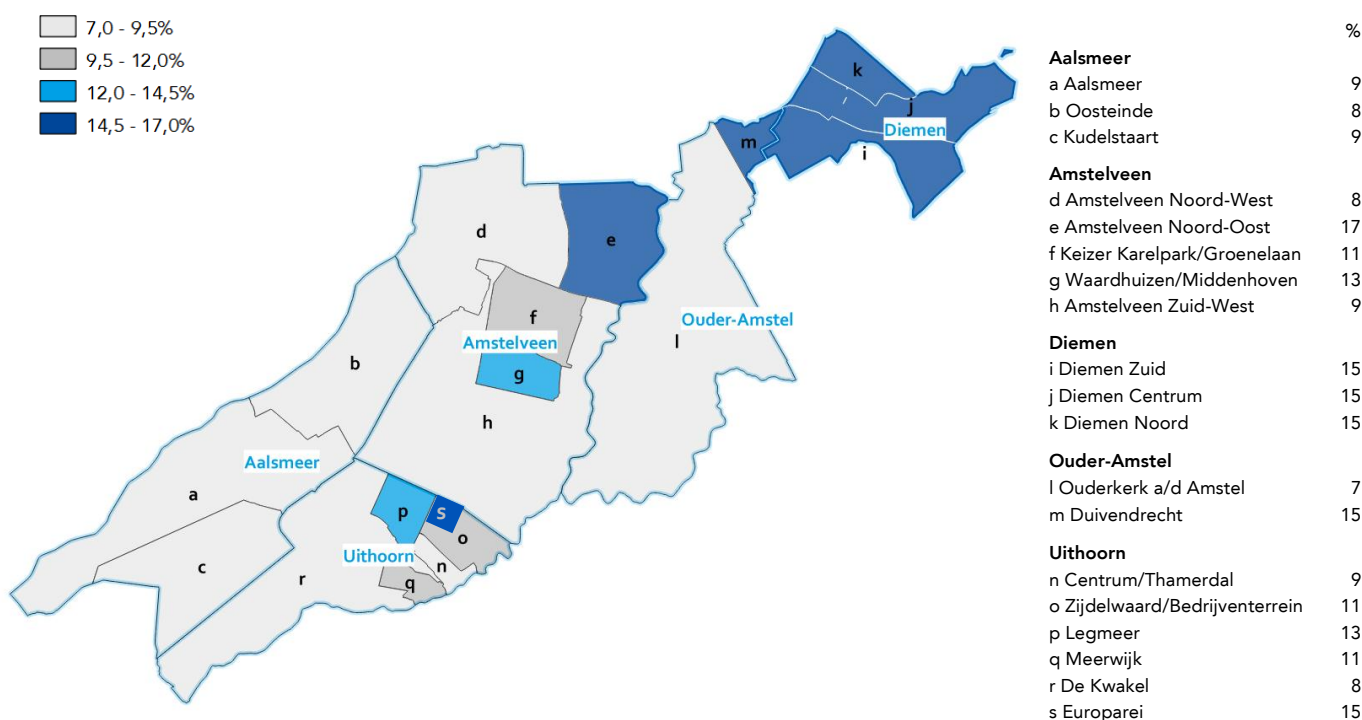 7,0 - 9,5%
9,5 - 12,0%
12,0 - 14,5%
14,5 - 17,0%
k
j
Diemen
i
m
d
e
f
Ouder-Amstel
l
Amstelveen
b
g
h
Aalsmeer
a
p
s
o
Uithoorn
n
c
r
q
%
Aalsmeer
a Aalsmeer 9
b Oosteinde 8
c Kudelstaart 9
Amstelveen
d Amstelveen Noord-West 8
e Amstelveen Noord-Oost 17
f Keizer Karelpark/Groenelaan 11
g Waardhuizen/Middenhoven 13
h Amstelveen Zuid-West 9
Diemen
i Diemen Zuid 15
j Diemen Centrum 15
k Diemen Noord 15
Ouder-Amstel
l Ouderkerk a/d Amstel 7
m Duivendrecht 15
Uithoorn
n Centrum/Thamerdal 9
o Zijdelwaard/Bedrijventerrein 11
p Legmeer 13
q Meerwijk 11
r De Kwakel 8
s Europarei 15